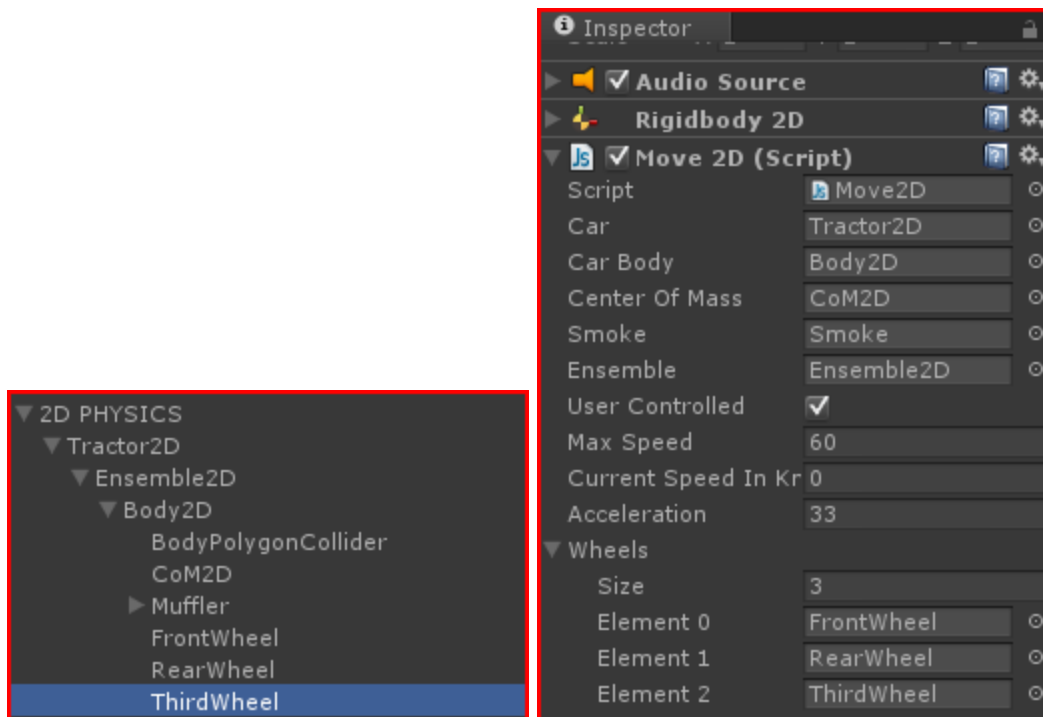 2D PHYSICS
Tractor2D
Ensemble2D
Body2D
BodyPolygonCollider
CoM2D
Muffler
FrontWheel
RearWheel
ThirdWheel
Inspector
Audio Source
Rigidbody 2D
Js Move 2D (Script)
Script Js Move2D
Car Tractor2D
Car Body Body2D
Center Of Mass CoM2D
Smoke Smoke
Ensemble Ensemble2D
User Controlled
Max Speed 60
Current Speed In Kr 0
Acceleration 33
Wheels
Size 3
Element 0 FrontWheel
Element 1 RearWheel
Element 2 ThirdWheel